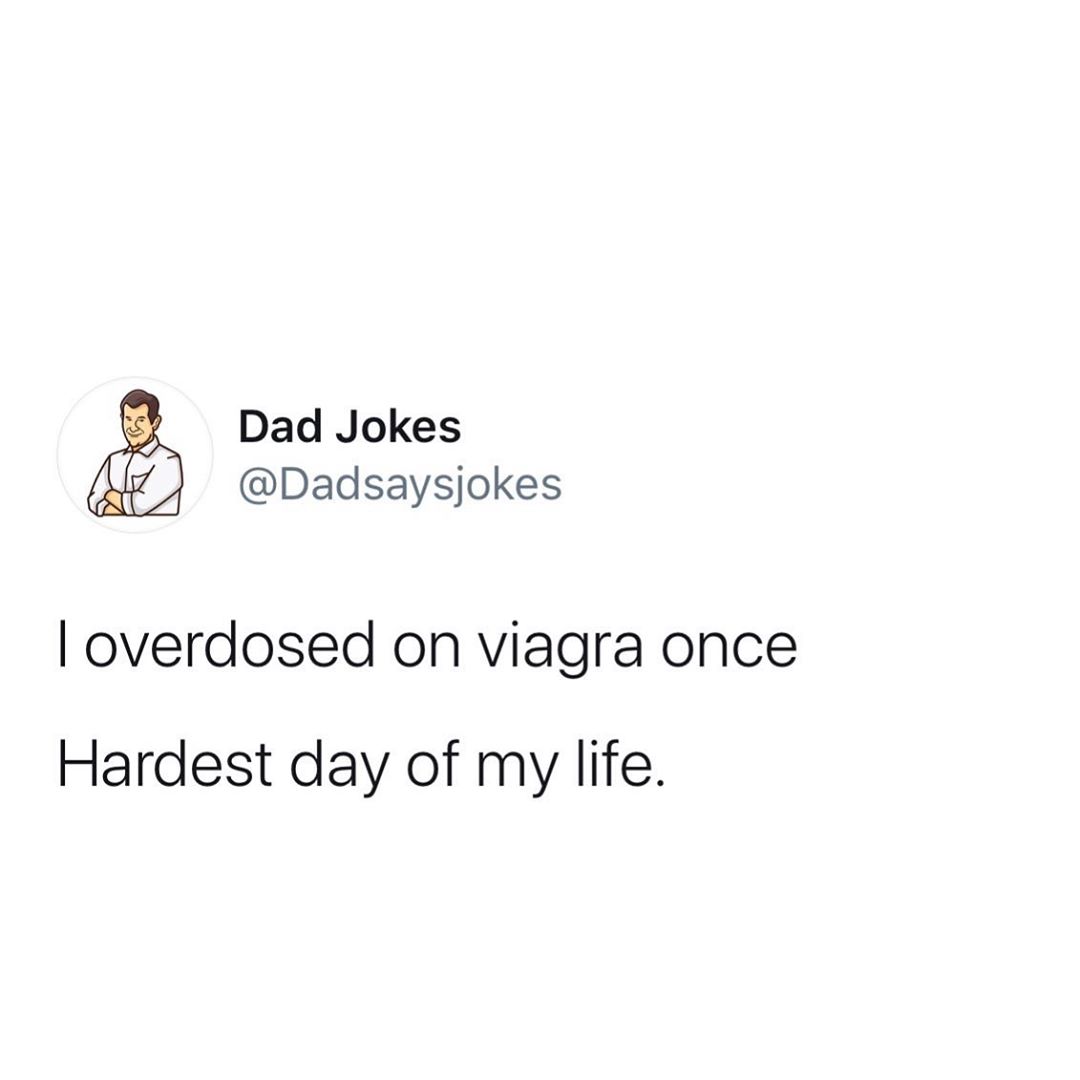 Dad Jokes
@Dadsaysjokes
I overdosed on viagra once
Hardest day of my life.